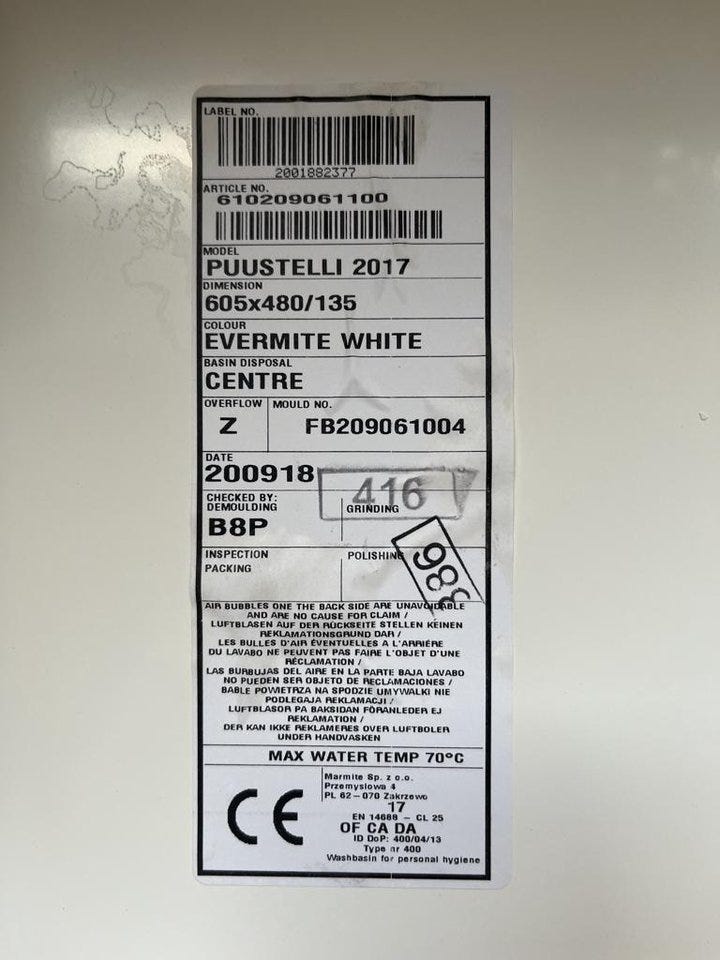 LABEL NO.
2001882377
ARTICLE NO.
610209061100
MODEL
PUUSTELLI 2017
DIMENSION
605x480/135
COLOUR
EVERMITE WHITE
BASIN DISPOSAL
CENTRE
OVERFLOW MOULD NO.
Z FB209061004
DATE
200918
416
CHECKED BY:
DEMOULDING GRINDING
B8P
986
INSPECTION POLISHING
PACKING
AIR BUBBLES ONE THE BACK SIDE ARE UNAVOIDABLE
AND ARE NO CAUSE FOR CLAIM /
LUFTBLASEN AUF DER RÜCKSEITE STELLEN KEINEN
REKLAMATIONSGRUND DAR /
LES BULLES D'AIR ÉVENTUELLES A L'ARRIÉRE
DU LAVABO NE PEUVENT PAS FAIRE L'OBJET D'UNE
RÉCLAMATION /
LAS BURBUJAS DEL AIRE EN LA PARTE BAJA LAVABO
NO PUEDEN SER OBJETO DE RECLAMACIONES /
BABLE POWIETRZA NA SPODZIE UMYWALKI NIE
PODLEGAJA REKLAMACJI /
LUFTBLASOR PA BAKSIDAN FÖRANLEDER EJ
REKLAMATION /
DER KAN IKKE REKLAMERES OVER LUFTBOLER
UNDER HANDVASKEN
MAX WATER TEMP 70°C
CE
Marmite Sp. z o.o.
Przemyslowa 4
PL 62-070 Zakrzewo
17
EN 14688 - CL 25
OF CA DA
ID DoP: 400/04/13
Type nr 400
Washbasin for personal hygiene